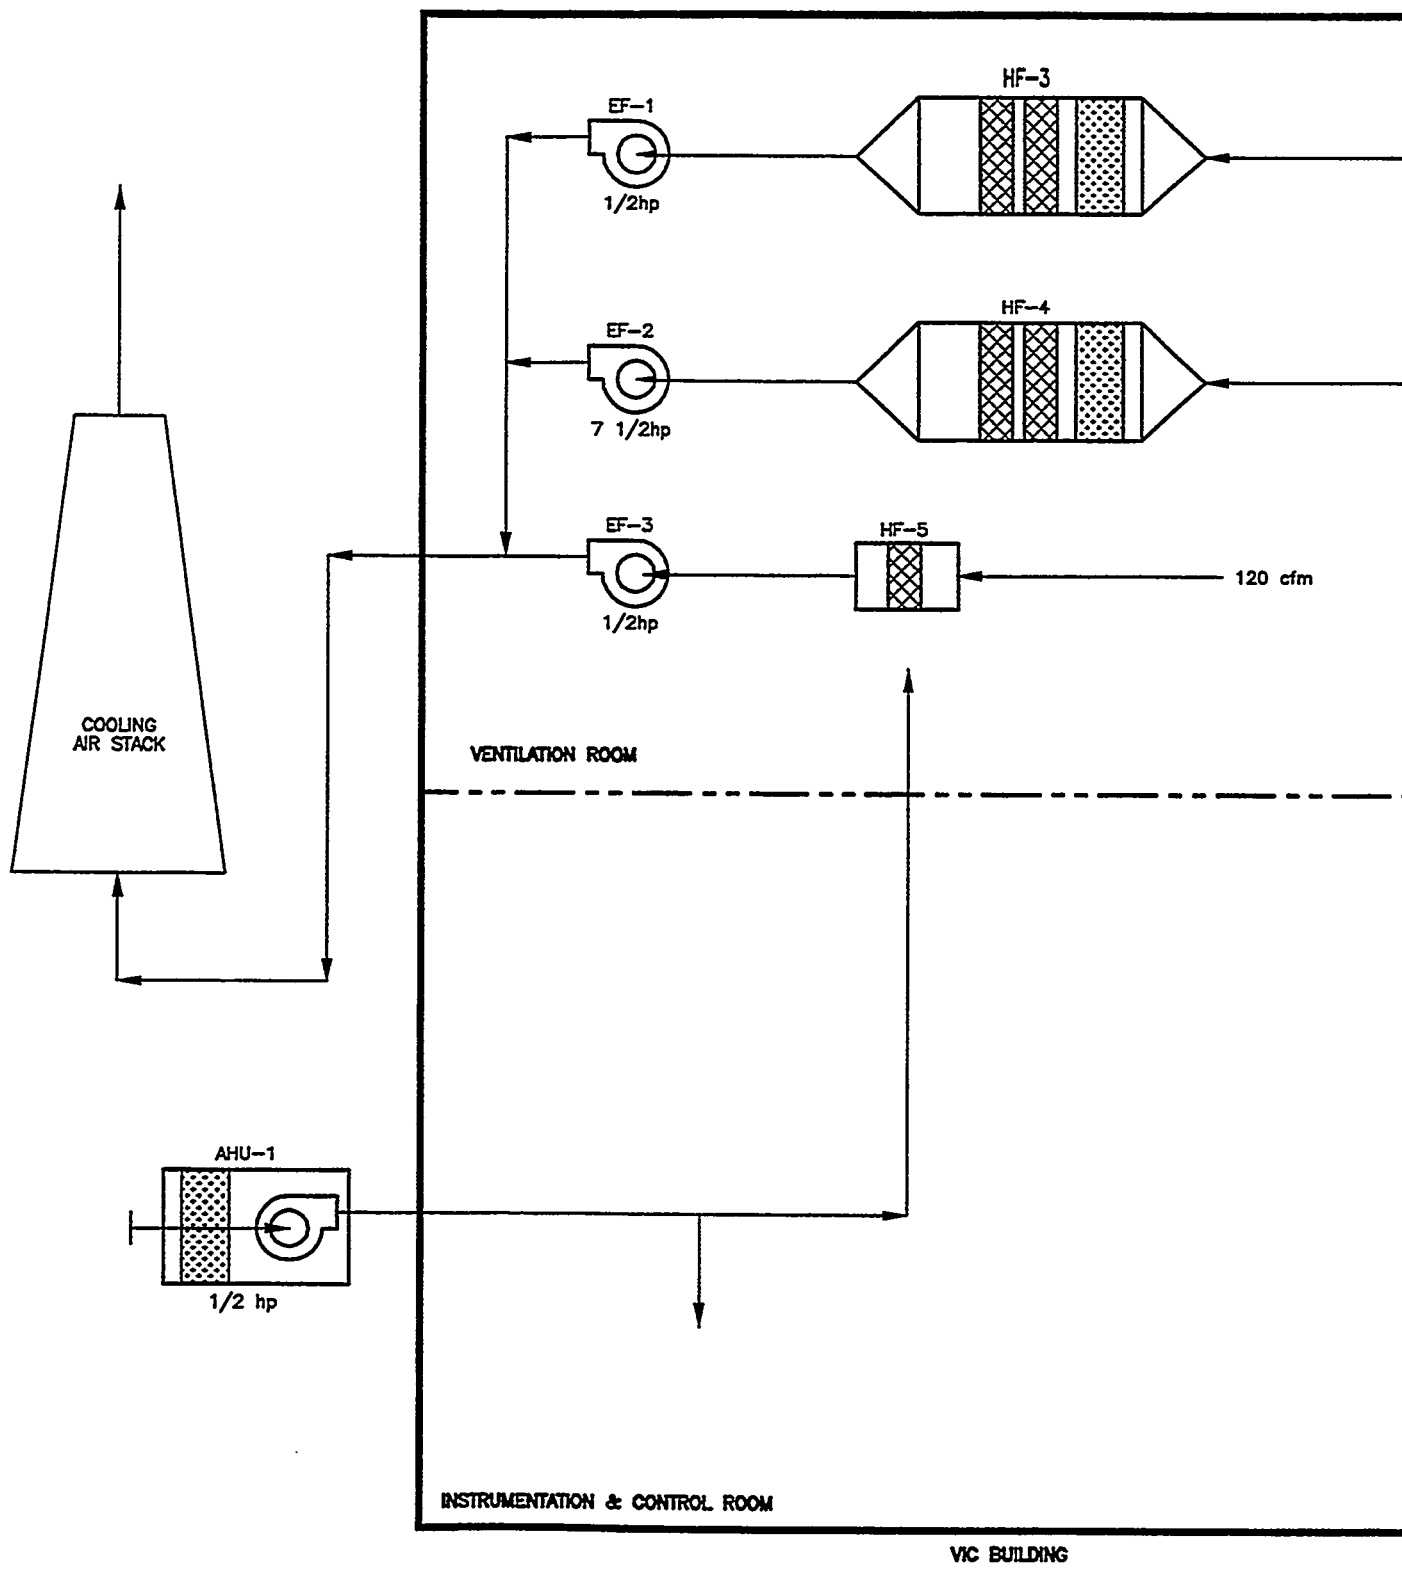 HF-3
EF-1
1/2hp
HF-4
EF-2
7 1/2hp
EF-3
HF-5
120 cfm
1/2hp
COOLING
AIR STACK
VENTILATION ROOM
AHU-1
1/2 hp
INSTRUMENTATION & CONTROL ROOM
VIC BUILDING